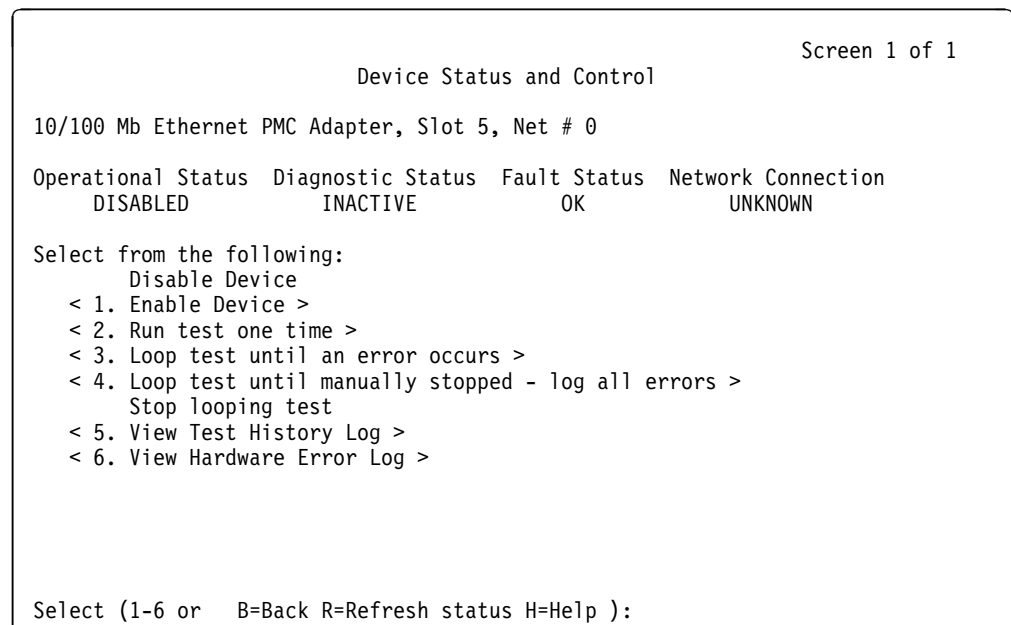 Screen 1 of 1
Device Status and Control
10/100 Mb Ethernet PMC Adapter, Slot 5, Net # 0
Operational Status  Diagnostic Status  Fault Status  Network Connection
DISABLED  INACTIVE  OK  UNKNOWN
Select from the following:
Disable Device
< 1. Enable Device >
< 2. Run test one time >
< 3. Loop test until an error occurs >
< 4. Loop test until manually stopped - log all errors >
Stop looping test
< 5. View Test History Log >
< 6. View Hardware Error Log >
Select (1-6 or   B=Back R=Refresh status H=Help ):